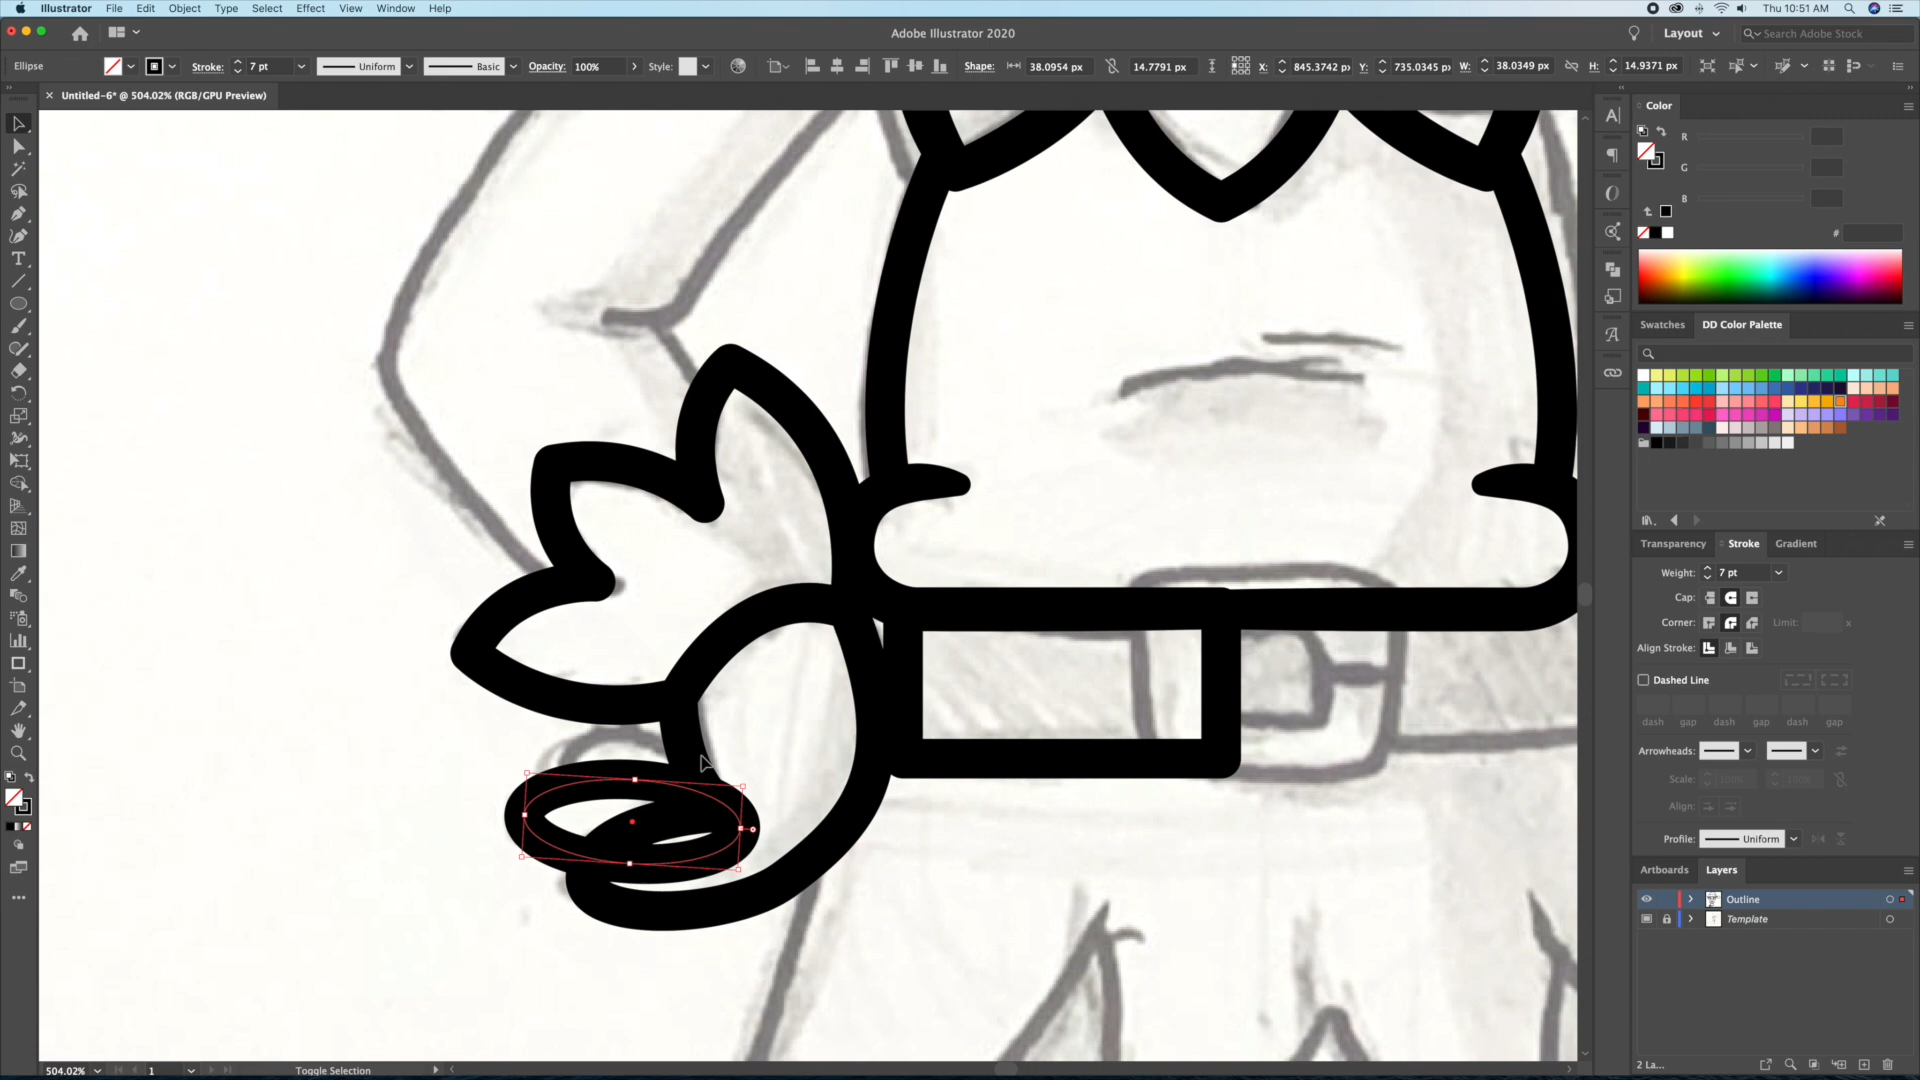 Illustrator File Edit Object Type Select Effect View Window Help Thu 10:51 AM
Adobe Illustrator 2020 Layout Search Adobe Stock
Ellipse Stroke: 7 pt Uniform Basic Opacity: 100% Style: Shape: 38.0954 px 14.7791 px X: 845.3742 px Y: 735.0345 px W: 38.0349 px H: 14.9371 px
× Untitled-6* @ 504.02% (RGB/GPU Preview)
Color
R
G
B
#
Swatches DD Color Palette
Transparency Stroke Gradient
Weight: 7 pt
Cap:
Corner: Limit: x
Align Stroke:
Dashed Line
dash gap dash gap dash gap
Arrowheads:
Scale: 100% 100%
Align:
Profile: Uniform
Artboards Layers
Outline
Template
2 La...
504.02% 1 Toggle Selection